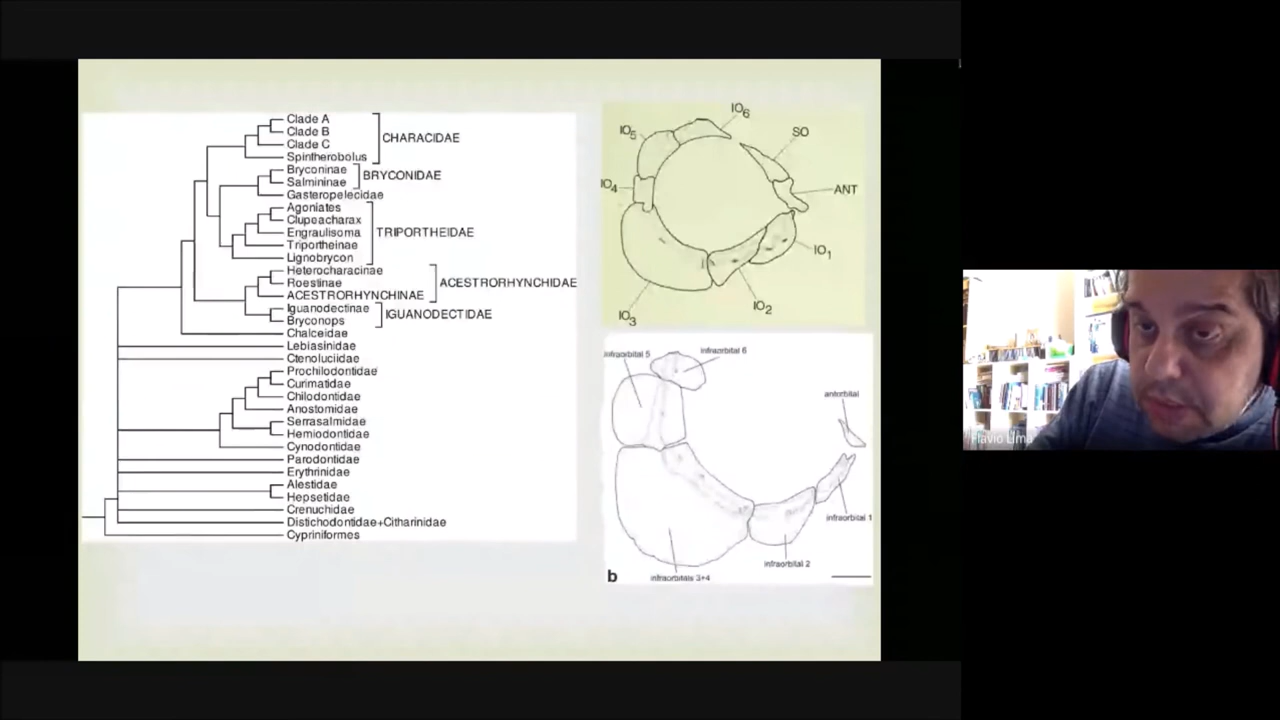 Clade A
Clade B
Clade C
Spintherobolus
CHARACIDAE
Bryconinae
Salmininae
BRYCONIDAE
Gasteropelecidae
Agoniates
Clupeacharax
Engraulisoma
Triportheinae
Lignobrycon
TRIPORTHEIDAE
Heterocharacinae
Roestinae
ACESTRORHYNCHINAE
ACESTRORHYNCHIDAE
Iguanodectinae
Bryconops
IGUANODECTIDAE
Chalceidae
Lebiasinidae
Ctenoluciidae
Prochilodontidae
Curimatidae
Chilodontidae
Anostomidae
Serrasalmidae
Hemiodontidae
Cynodontidae
Parodontidae
Erythrinidae
Alestidae
Hepsetidae
Crenuchidae
Distichodontidae+Citharinidae
Cypriniformes
IO6
IO5
SO
IO4
ANT
IO1
IO2
IO3
infraorbital 5
infraorbital 6
antorbital
infraorbital 1
infraorbital 2
b
infraorbitals 3+4
Flávio Lima